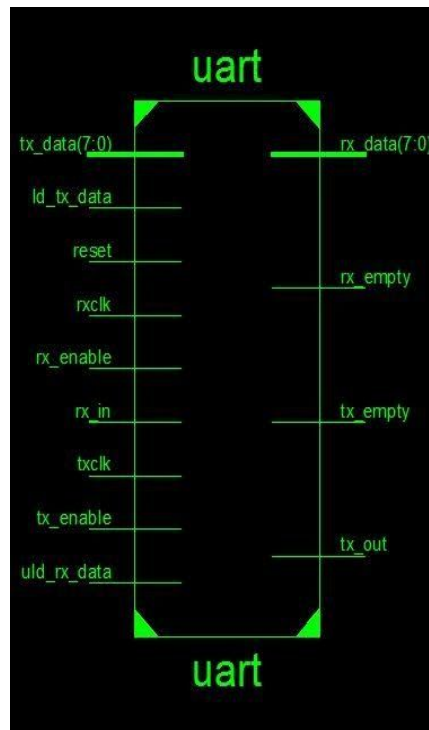 uart
tx_data(7:0)
rx_data(7:0)
ld_tx_data
reset
rx_empty
rxclk
rx_enable
rx_in
tx_empty
txclk
tx_enable
tx_out
uld_rx_data
uart